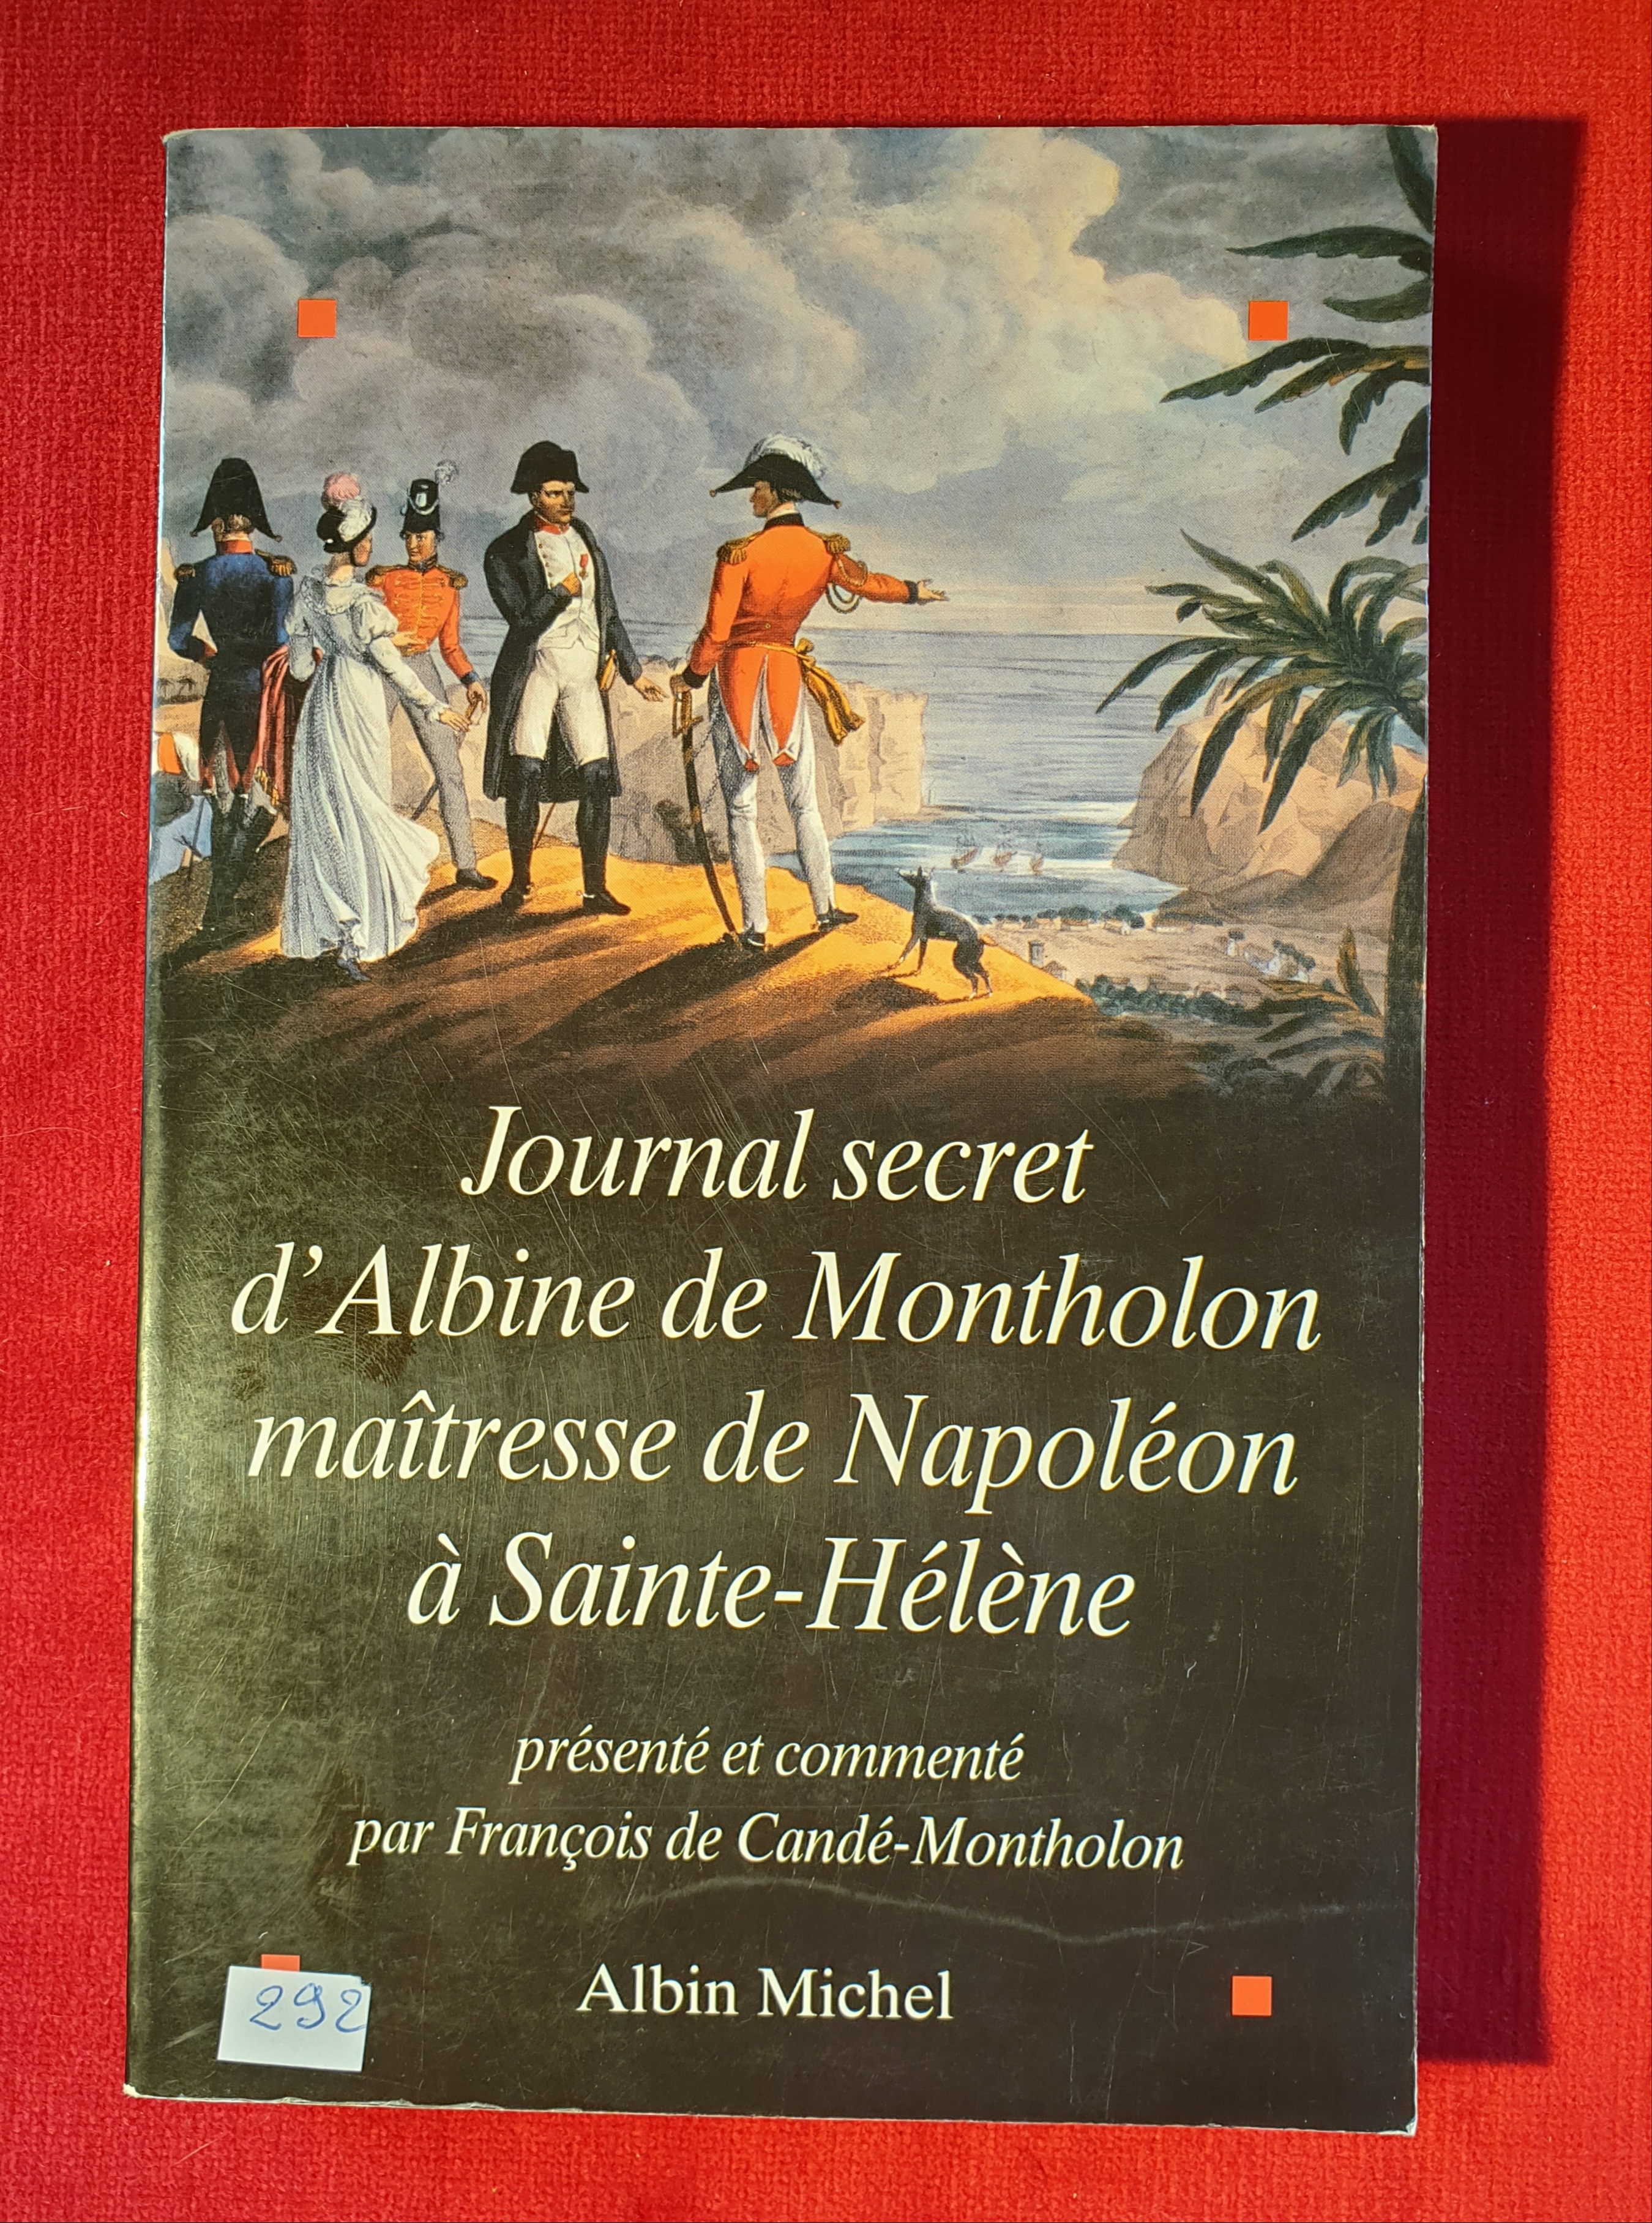 Journal secret
d'Albine de Montholon
maîtresse de Napoléon
à Sainte-Hélène
présenté et commenté
par François de Candé-Montholon
Albin Michel
292